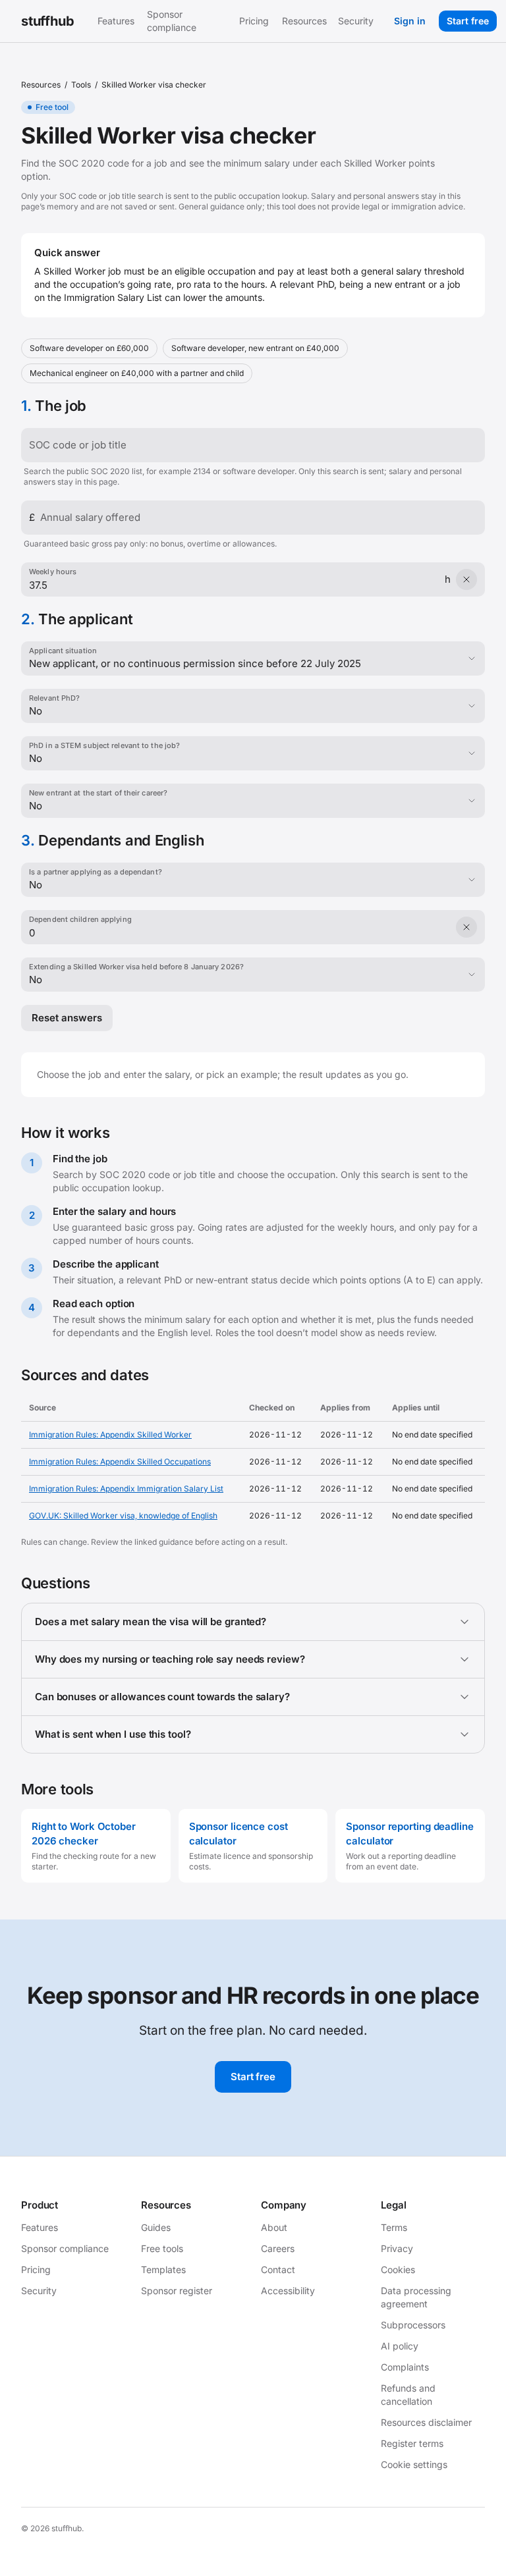 stuffhub
Features
Sponsor
compliance
Pricing
Resources
Security
Sign in
Start free
Resources / Tools / Skilled Worker visa checker
Free tool
Skilled Worker visa checker
Find the SOC 2020 code for a job and see the minimum salary under each Skilled Worker points
option.
Only your SOC code or job title search is sent to the public occupation lookup. Salary and personal answers stay in this
page's memory and are not saved or sent. General guidance only; this tool does not provide legal or immigration advice.
Quick answer
A Skilled Worker job must be an eligible occupation and pay at least both a general salary threshold
and the occupation's going rate, pro rata to the hours. A relevant PhD, being a new entrant or a job
on the Immigration Salary List can lower the amounts.
Software developer on £60,000
Software developer, new entrant on £40,000
Mechanical engineer on £40,000 with a partner and child
1. The job
SOC code or job title
Search the public SOC 2020 list, for example 2134 or software developer. Only this search is sent; salary and personal
answers stay in this page.
£ Annual salary offered
Guaranteed basic gross pay only: no bonus, overtime or allowances.
Weekly hours
37.5
h
2. The applicant
Applicant situation
New applicant, or no continuous permission since before 22 July 2025
Relevant PhD?
No
PhD in a STEM subject relevant to the job?
No
New entrant at the start of their career?
No
3. Dependants and English
Is a partner applying as a dependant?
No
Dependent children applying
0
Extending a Skilled Worker visa held before 8 January 2026?
No
Reset answers
Choose the job and enter the salary, or pick an example; the result updates as you go.
How it works
1
Find the job
Search by SOC 2020 code or job title and choose the occupation. Only this search is sent to the
public occupation lookup.
2
Enter the salary and hours
Use guaranteed basic gross pay. Going rates are adjusted for the weekly hours, and only pay for a
capped number of hours counts.
3
Describe the applicant
Their situation, a relevant PhD or new-entrant status decide which points options (A to E) can apply.
4
Read each option
The result shows the minimum salary for each option and whether it is met, plus the funds needed
for dependants and the English level. Roles the tool doesn't model show as needs review.
Sources and dates
Source Checked on Applies from Applies until
Immigration Rules: Appendix Skilled Worker 2026-11-12 2026-11-12 No end date specified
Immigration Rules: Appendix Skilled Occupations 2026-11-12 2026-11-12 No end date specified
Immigration Rules: Appendix Immigration Salary List 2026-11-12 2026-11-12 No end date specified
GOV.UK: Skilled Worker visa, knowledge of English 2026-11-12 2026-11-12 No end date specified
Rules can change. Review the linked guidance before acting on a result.
Questions
Does a met salary mean the visa will be granted?
Why does my nursing or teaching role say needs review?
Can bonuses or allowances count towards the salary?
What is sent when I use this tool?
More tools
Right to Work October
2026 checker
Find the checking route for a new
starter.
Sponsor licence cost
calculator
Estimate licence and sponsorship
costs.
Sponsor reporting deadline
calculator
Work out a reporting deadline
from an event date.
Keep sponsor and HR records in one place
Start on the free plan. No card needed.
Start free
Product
Features
Sponsor compliance
Pricing
Security
Resources
Guides
Free tools
Templates
Sponsor register
Company
About
Careers
Contact
Accessibility
Legal
Terms
Privacy
Cookies
Data processing
agreement
Subprocessors
AI policy
Complaints
Refunds and
cancellation
Resources disclaimer
Register terms
Cookie settings
© 2026 stuffhub.